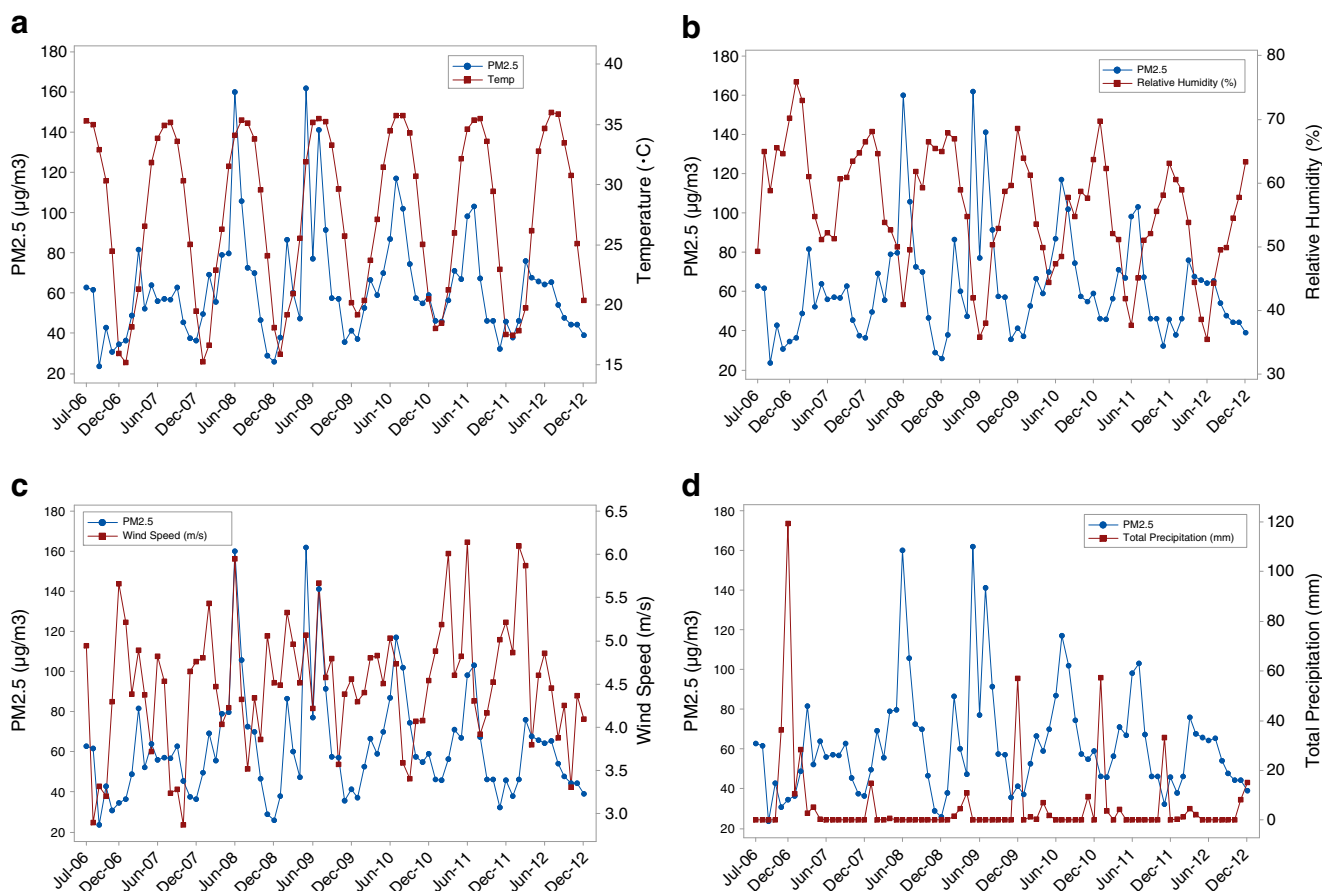 a
180
160
140
120
100
80
60
40
20
PM2.5 (µg/m3)
PM2.5
Temp
40
35
30
25
20
15
Temperature (·C)
Jul-06
Dec-06
Jun-07
Dec-07
Jun-08
Dec-08
Jun-09
Dec-09
Jun-10
Dec-10
Jun-11
Dec-11
Jun-12
Dec-12
b
180
160
140
120
100
80
60
40
20
PM2.5 (µg/m3)
PM2.5
Relative Humidity (%)
80
70
60
50
40
30
Relative Humidity (%)
Jul-06
Dec-06
Jun-07
Dec-07
Jun-08
Dec-08
Jun-09
Dec-09
Jun-10
Dec-10
Jun-11
Dec-11
Jun-12
Dec-12
c
180
160
140
120
100
80
60
40
20
PM2.5 (µg/m3)
PM2.5
Wind Speed (m/s)
6.5
6.0
5.5
5.0
4.5
4.0
3.5
3.0
Wind Speed (m/s)
Jul-06
Dec-06
Jun-07
Dec-07
Jun-08
Dec-08
Jun-09
Dec-09
Jun-10
Dec-10
Jun-11
Dec-11
Jun-12
Dec-12
d
180
160
140
120
100
80
60
40
20
PM2.5 (µg/m3)
PM2.5
Total Precipitation (mm)
120
100
80
60
40
20
0
Total Precipitation (mm)
Jul-06
Dec-06
Jun-07
Dec-07
Jun-08
Dec-08
Jun-09
Dec-09
Jun-10
Dec-10
Jun-11
Dec-11
Jun-12
Dec-12